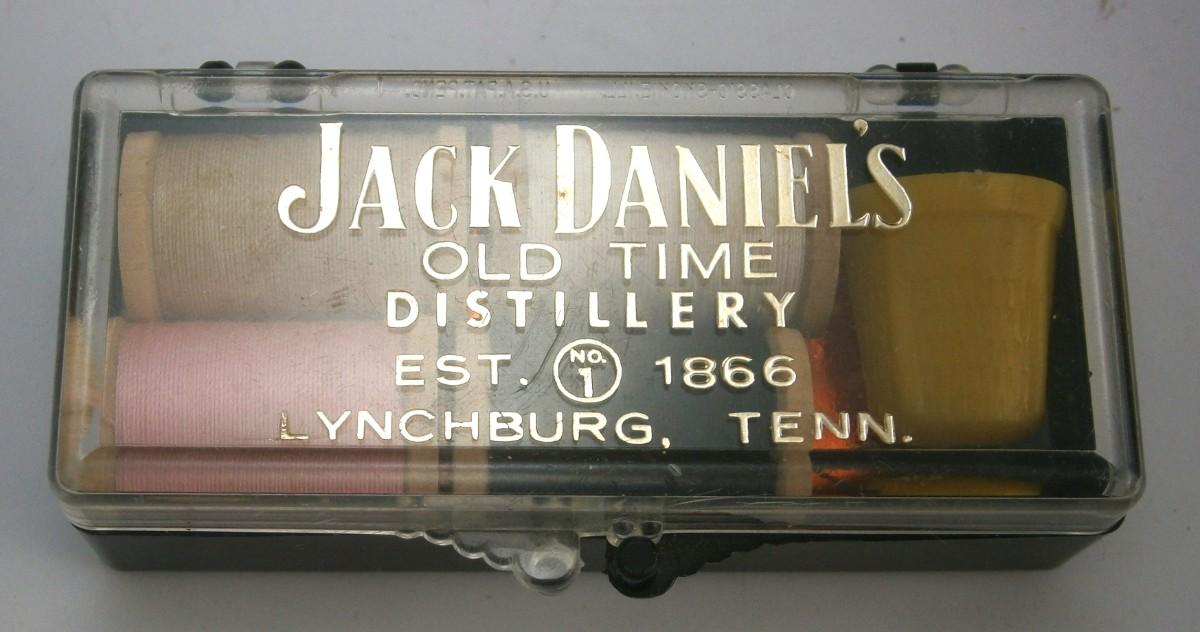 JACK DANIEL'S
OLD TIME
DISTILLERY
EST. NO. 1 1866
LYNCHBURG, TENN.